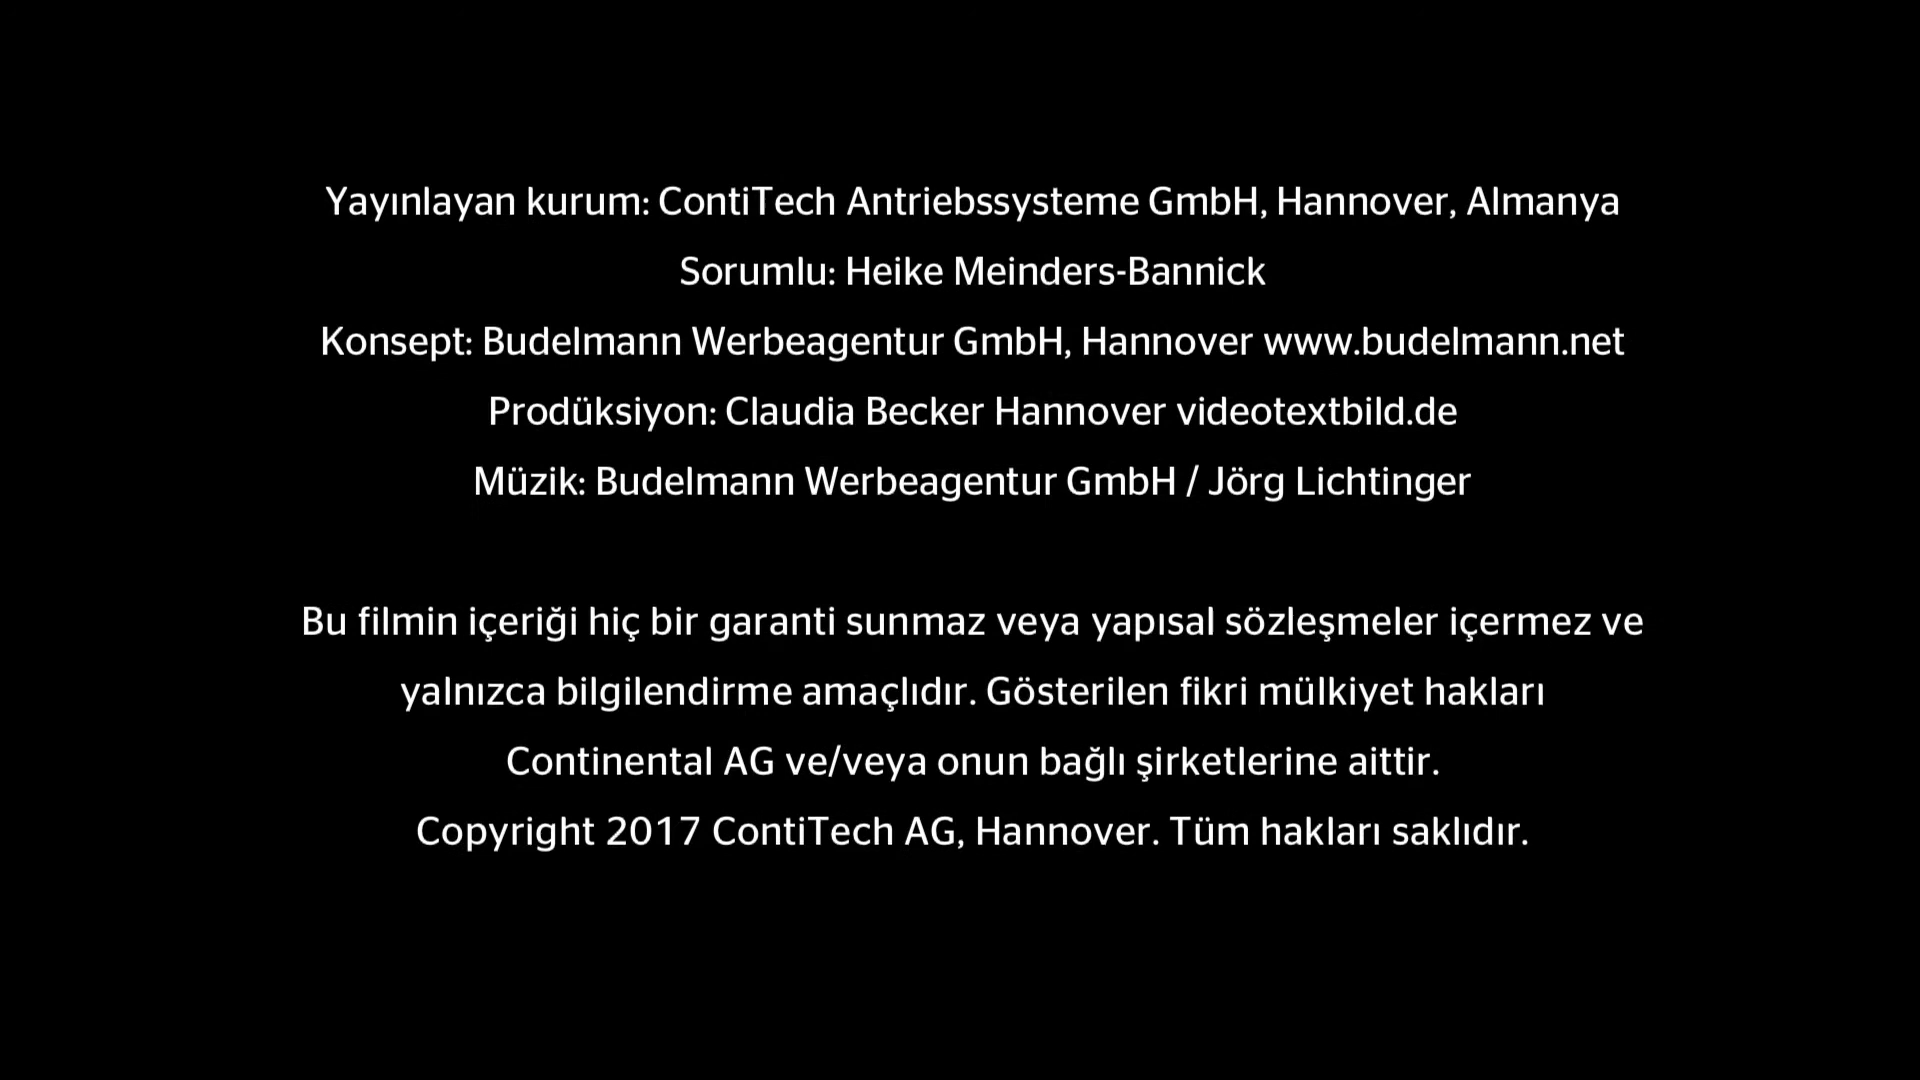 Yayınlayan kurum: ContiTech Antriebssysteme GmbH, Hannover, Almanya
Sorumlu: Heike Meinders-Bannick
Konsept: Budelmann Werbeagentur GmbH, Hannover www.budelmann.net
Prodüksiyon: Claudia Becker Hannover videotextbild.de
Müzik: Budelmann Werbeagentur GmbH / Jörg Lichtinger
Bu filmin içeriği hiç bir garanti sunmaz veya yapısal sözleşmeler içermez ve
yalnızca bilgilendirme amaçlıdır. Gösterilen fikri mülkiyet hakları
Continental AG ve/veya onun bağlı şirketlerine aittir.
Copyright 2017 ContiTech AG, Hannover. Tüm hakları saklıdır.